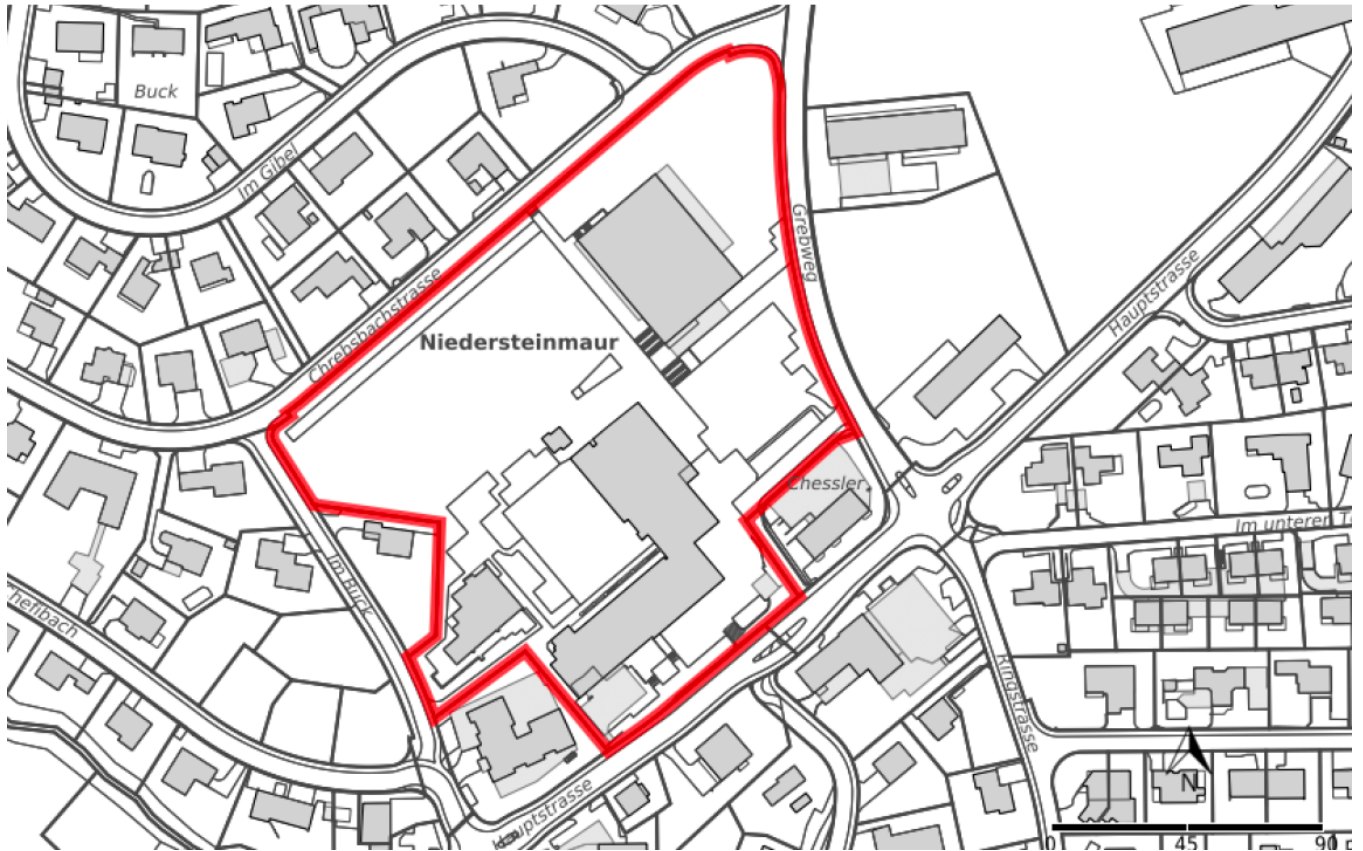 Buck
Im Gibel
Grebweg
Hauptstrasse
Chrebsbachstrasse
Niedersteinmaur
Chessler
Im unteren
Im Buck
Ringstrasse
N
Hauptstrasse
0 45 90